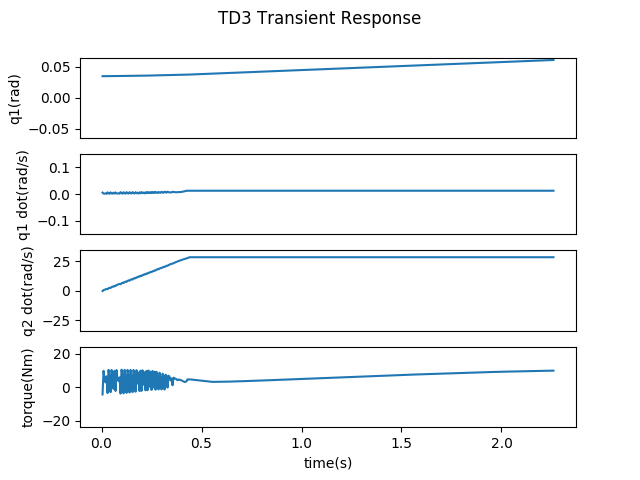 TD3 Transient Response
q1(rad)
0.05
0.00
−0.05
q1 dot(rad/s)
0.1
0.0
−0.1
q2 dot(rad/s)
25
0
−25
torque(Nm)
20
0
−20
0.0 0.5 1.0 1.5 2.0
time(s)